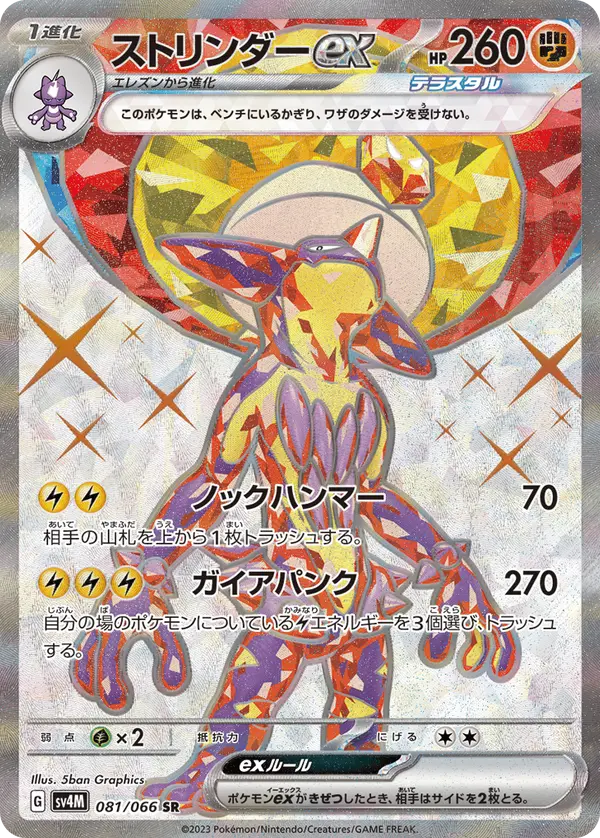 1進化
ストリンダーex
HP260
エレズンから進化
テラスタル
このポケモンは、ベンチにいるかぎり、ワザのダメージを受けない。
ノックハンマー 70
相手の山札を上から1枚トラッシュする。
ガイアパンク 270
自分の場のポケモンについているエネルギーを3個選び、トラッシュ
する。
弱点 ×2 抵抗力 にげる
Illus. 5ban Graphics
exルール
G sv4M 081/066 SR
ポケモンexがきぜつしたとき、相手はサイドを2枚とる。
©2023 Pokémon/Nintendo/Creatures/GAME FREAK.